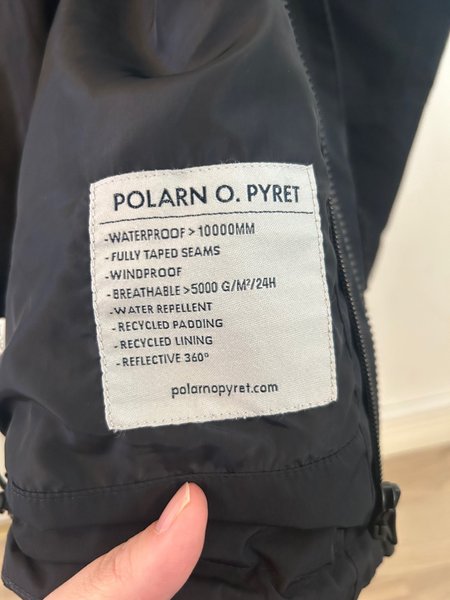 POLARN O. PYRET
-WATERPROOF > 10000MM
- FULLY TAPED SEAMS
-WINDPROOF
-BREATHABLE >5000 G/M²/24H
-WATER REPELLENT
-RECYCLED PADDING
-RECYCLED LINING
-REFLECTIVE 360°
polarnopyret.com